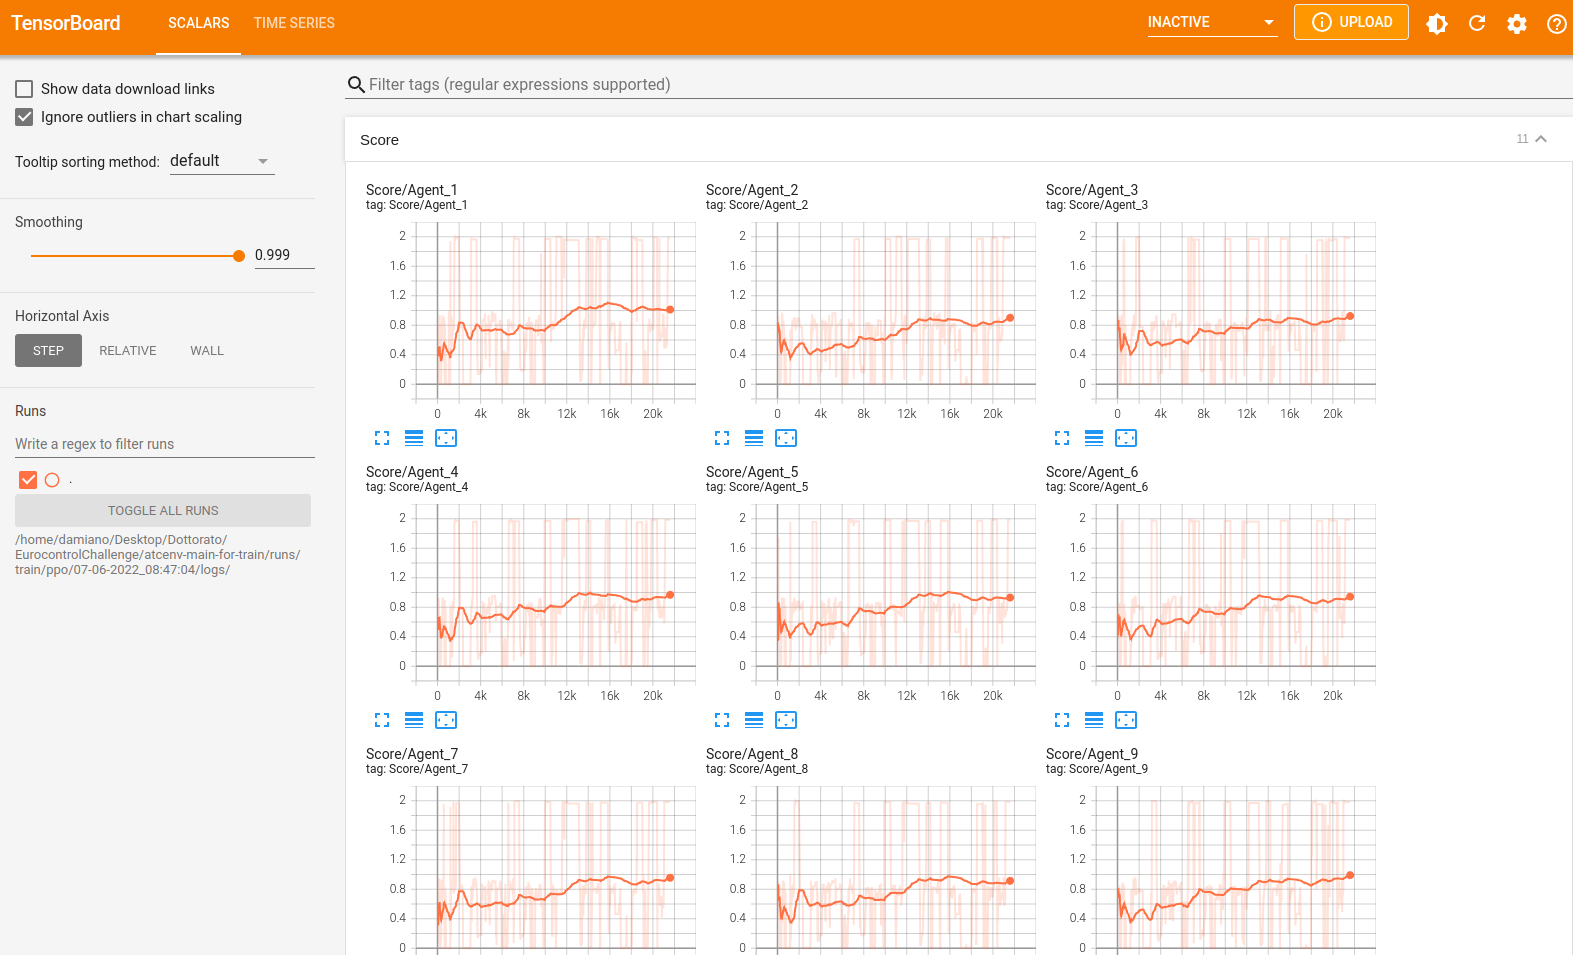 TensorBoard
SCALARS
TIME SERIES
INACTIVE
UPLOAD
Show data download links
Ignore outliers in chart scaling
Tooltip sorting method: default
Smoothing
0.999
Horizontal Axis
STEP
RELATIVE
WALL
Runs
Write a regex to filter runs
.
TOGGLE ALL RUNS
/home/damiano/Desktop/Dottorato/
EurocontrolChallenge/atcenv-main-for-train/runs/
train/ppo/07-06-2022_08:47:04/logs/
Filter tags (regular expressions supported)
Score
11
Score/Agent_1
tag: Score/Agent_1
2
1.6
1.2
0.8
0.4
0
0 4k 8k 12k 16k 20k
Score/Agent_2
tag: Score/Agent_2
2
1.6
1.2
0.8
0.4
0
0 4k 8k 12k 16k 20k
Score/Agent_3
tag: Score/Agent_3
2
1.6
1.2
0.8
0.4
0
0 4k 8k 12k 16k 20k
Score/Agent_4
tag: Score/Agent_4
2
1.6
1.2
0.8
0.4
0
0 4k 8k 12k 16k 20k
Score/Agent_5
tag: Score/Agent_5
2
1.6
1.2
0.8
0.4
0
0 4k 8k 12k 16k 20k
Score/Agent_6
tag: Score/Agent_6
2
1.6
1.2
0.8
0.4
0
0 4k 8k 12k 16k 20k
Score/Agent_7
tag: Score/Agent_7
2
1.6
1.2
0.8
0.4
0
Score/Agent_8
tag: Score/Agent_8
2
1.6
1.2
0.8
0.4
0
Score/Agent_9
tag: Score/Agent_9
2
1.6
1.2
0.8
0.4
0